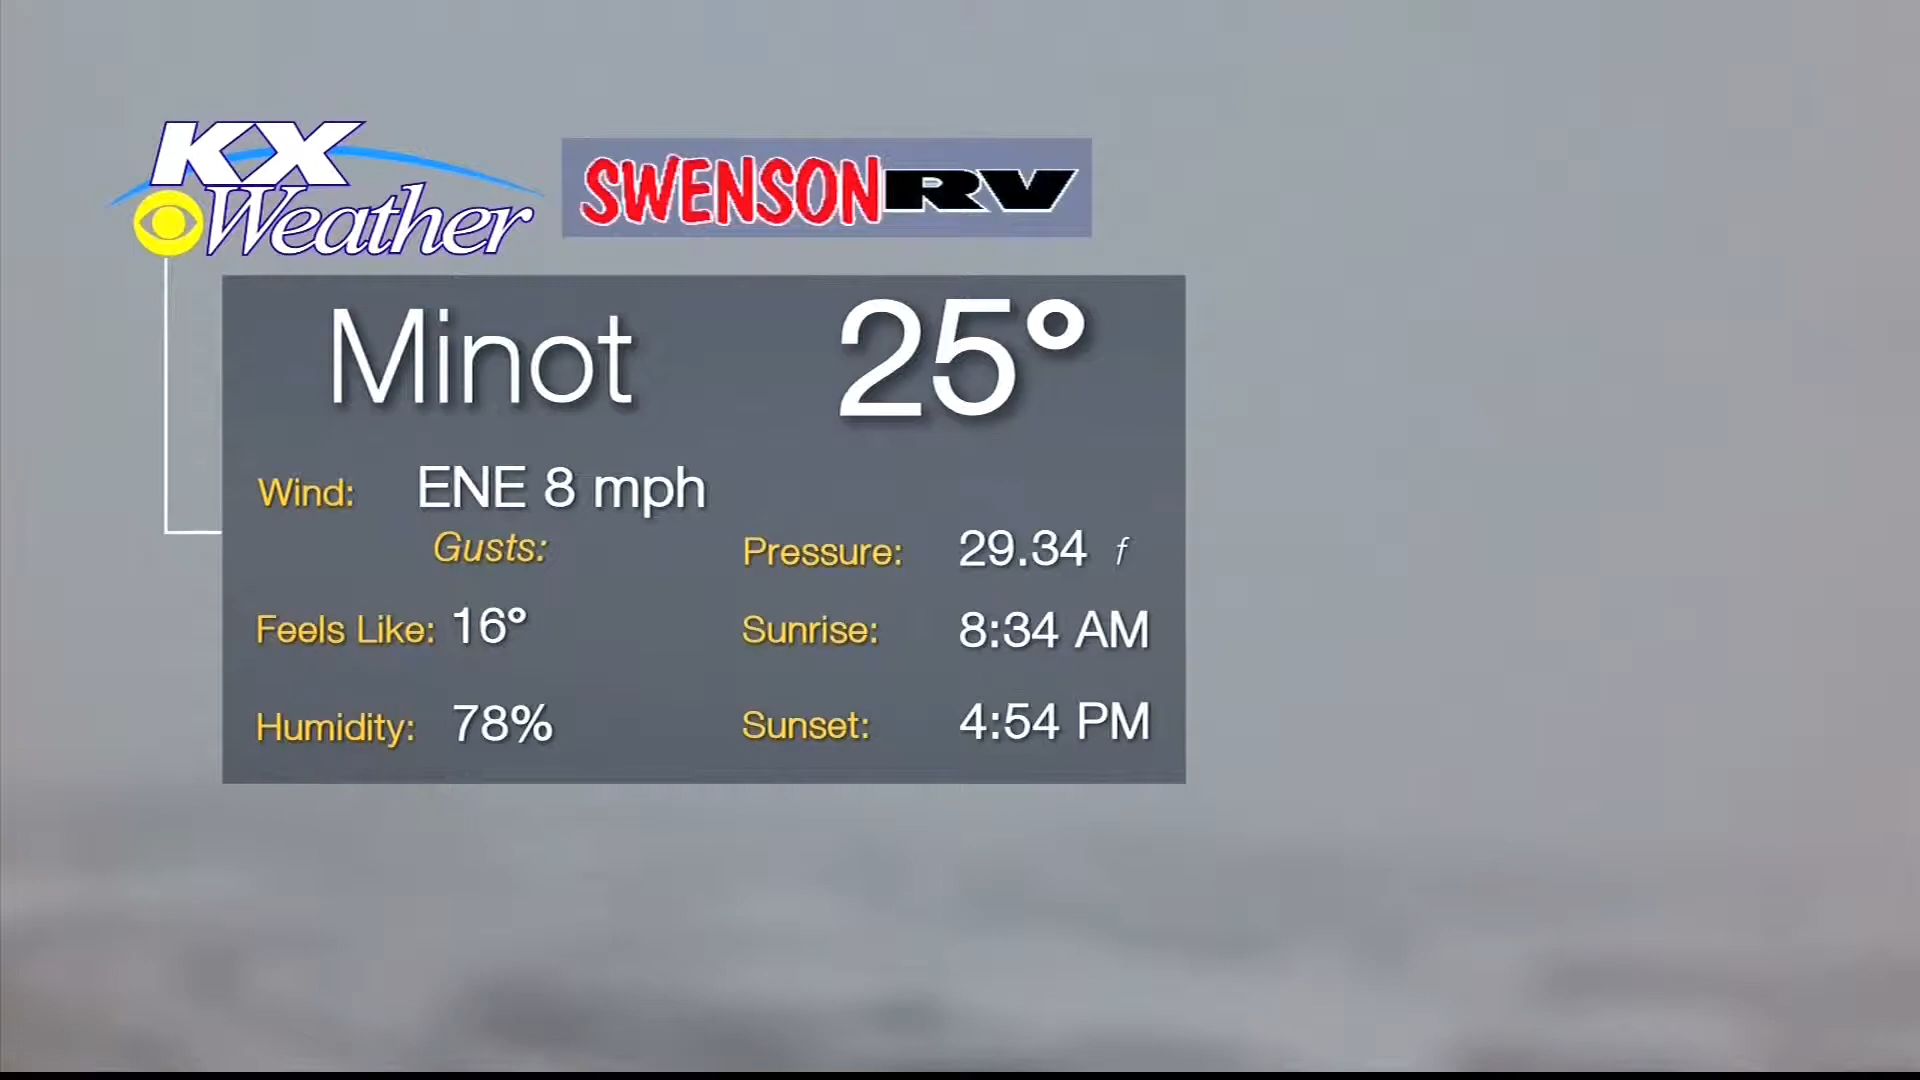 KX
Weather
SWENSON RV
Minot 25°
Wind: ENE 8 mph
Gusts:
Pressure: 29.34 f
Feels Like: 16°
Sunrise: 8:34 AM
Humidity: 78%
Sunset: 4:54 PM